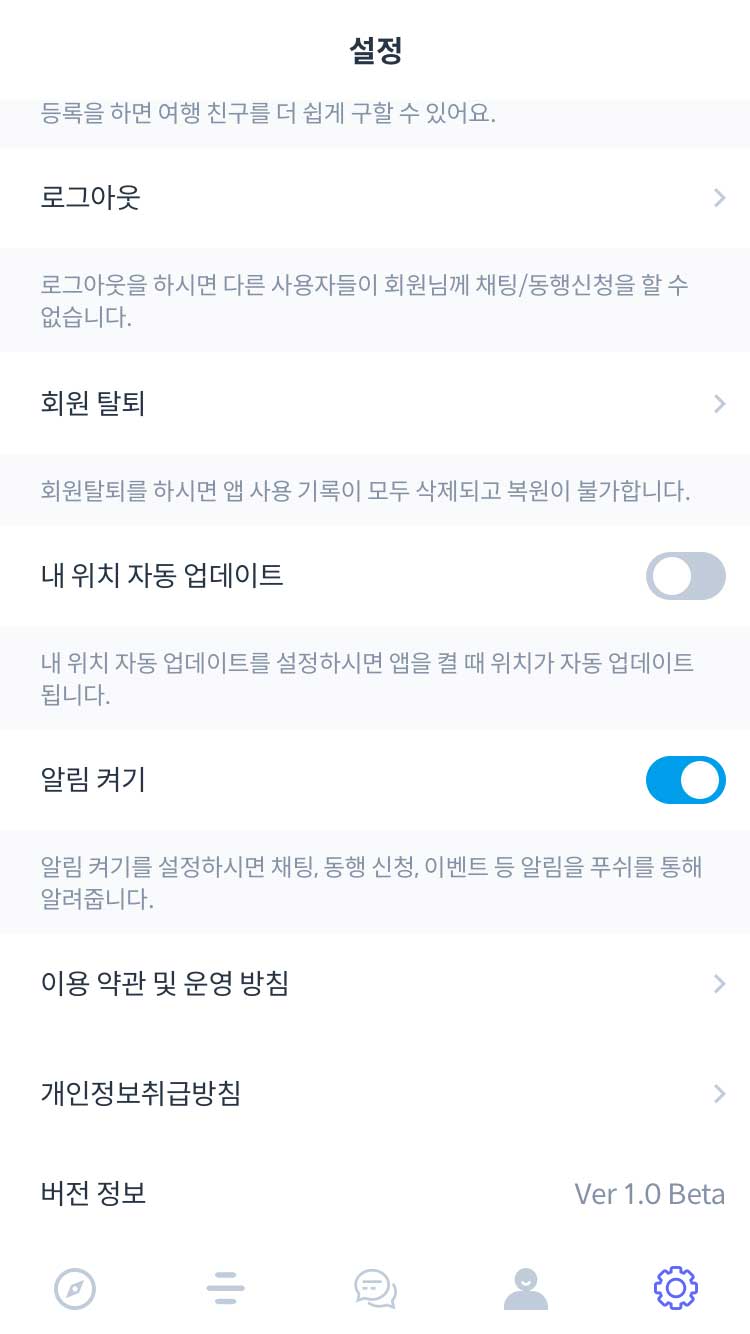 설정
등록을 하면 여행 친구를 더 쉽게 구할 수 있어요.
로그아웃
로그아웃을 하시면 다른 사용자들이 회원님께 채팅/동행신청을 할 수
없습니다.
회원 탈퇴
회원탈퇴를 하시면 앱 사용 기록이 모두 삭제되고 복원이 불가합니다.
내 위치 자동 업데이트
내 위치 자동 업데이트를 설정하시면 앱을 켤 때 위치가 자동 업데이트
됩니다.
알림 켜기
알림 켜기를 설정하시면 채팅, 동행 신청, 이벤트 등 알림을 푸쉬를 통해
알려줍니다.
이용 약관 및 운영 방침
개인정보취급방침
버전 정보 Ver 1.0 Beta